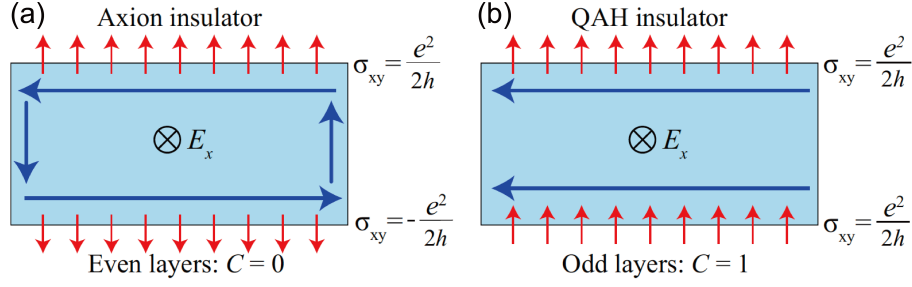 (a) Axion insulator
σxy = e²/2h
⊗ Ex
σxy = - e²/2h
Even layers: C = 0
(b) QAH insulator
σxy = e²/2h
⊗ Ex
σxy = e²/2h
Odd layers: C = 1